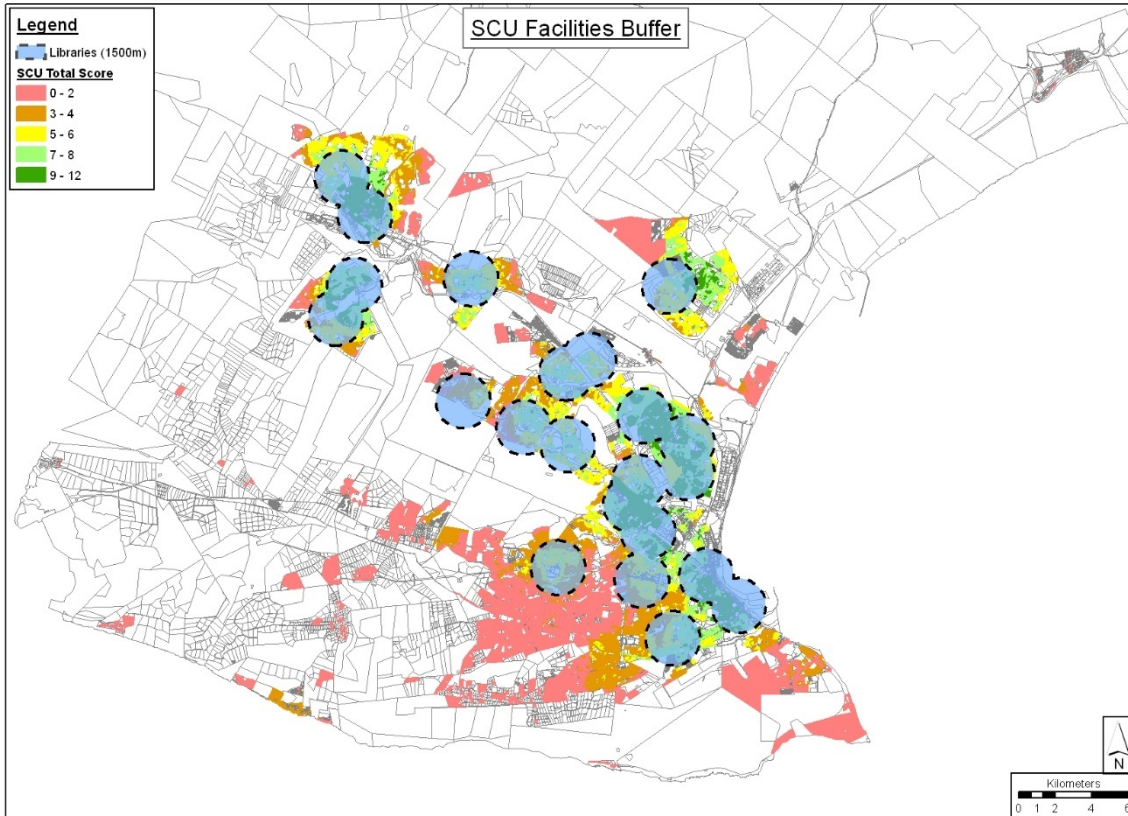 SCU Facilities Buffer
Legend
Libraries (1500m)
SCU Total Score
0 - 2
3 - 4
5 - 6
7 - 8
9 - 12
N
Kilometers
0 1 2 4 6